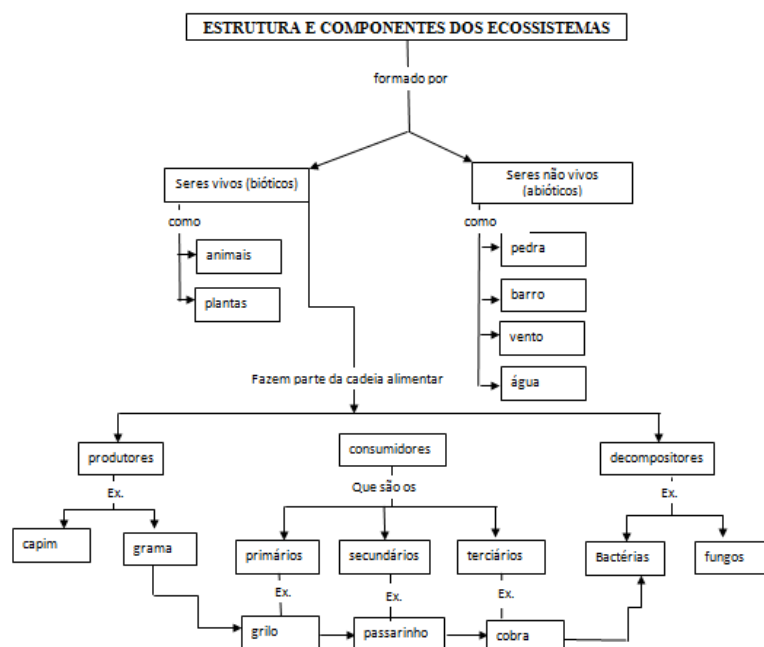 ESTRUTURA E COMPONENTES DOS ECOSSISTEMAS
formado por
Seres vivos (bióticos)
Seres não vivos
(abióticos)
como
como
animais
pedra
plantas
barro
vento
água
Fazem parte da cadeia alimentar
produtores
consumidores
decompositores
Ex.
Que são os
Ex.
capim
grama
primários
secundários
terciários
Bactérias
fungos
Ex.
Ex.
Ex.
grilo
passarinho
cobra